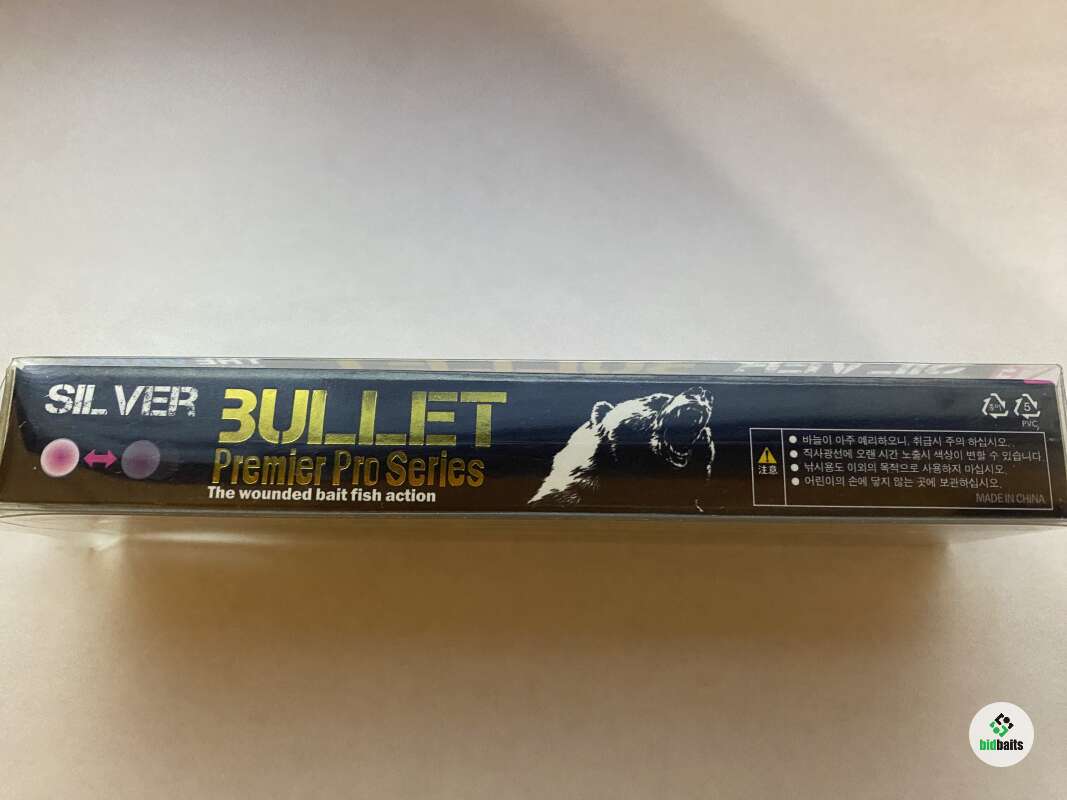 SILVER BULLET
Premier Pro Series
The wounded bait fish action
5
PVC
注意
바늘이 아주 예리하오니, 취급시 주의 하십시오.
직사광선에 오랜 시간 노출시 색상이 변할 수 있습니다.
낚시용도 이외의 목적으로 사용하지 마십시오.
어린이의 손에 닿지 않는 곳에 보관하십시오.
MADE IN CHINA
bidbaits